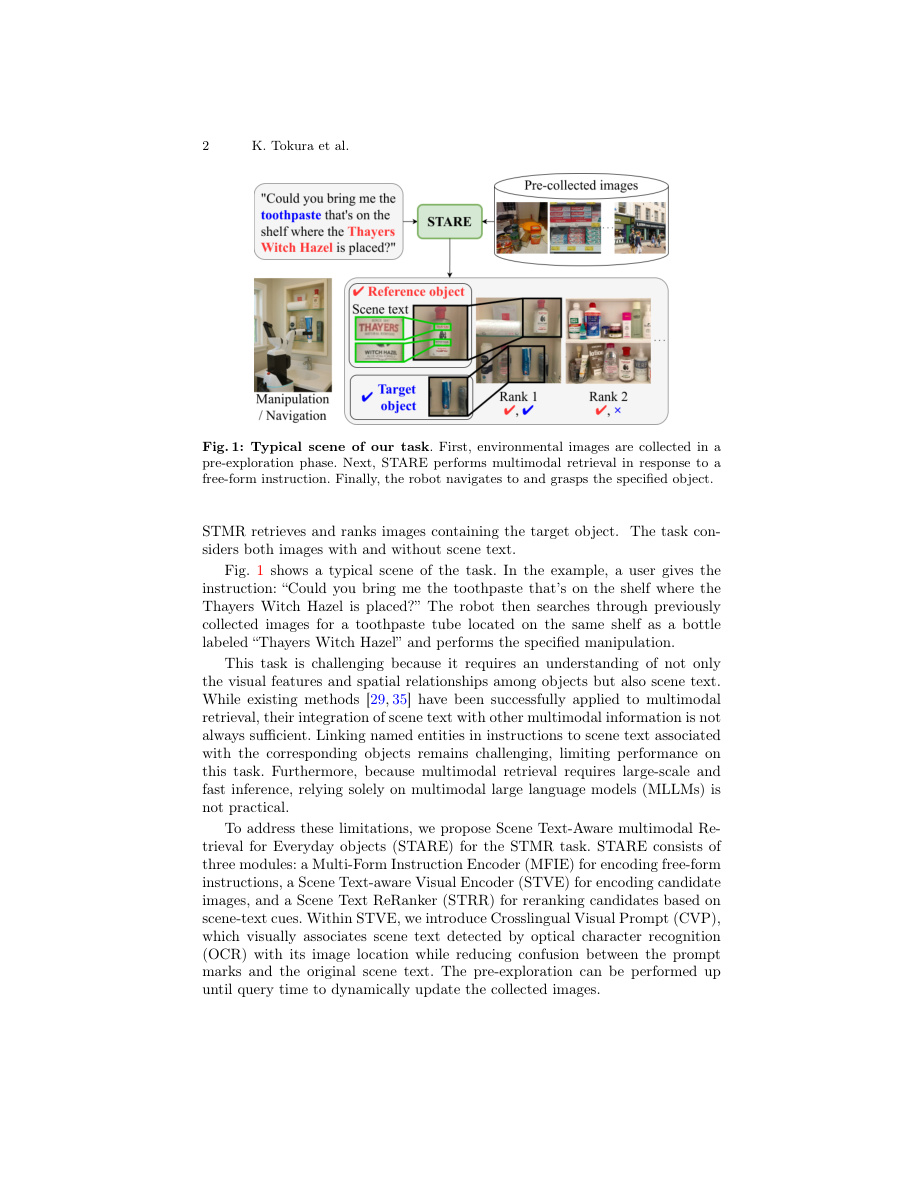 2 K. Tokura et al.
"Could you bring me the
toothpaste that's on the
shelf where the Thayers
Witch Hazel is placed?"
STARE
Pre-collected images
...
Manipulation
/ Navigation
✔ Reference object
Scene text
THAYERS
WITCH HAZE
✔ Target
object
Rank 1
✔, ✔
Rank 2
✔, ×
...
Fig. 1: Typical scene of our task. First, environmental images are collected in a
pre-exploration phase. Next, STARE performs multimodal retrieval in response to a
free-form instruction. Finally, the robot navigates to and grasps the specified object.
STMR retrieves and ranks images containing the target object. The task con-
siders both images with and without scene text.
Fig. 1 shows a typical scene of the task. In the example, a user gives the
instruction: “Could you bring me the toothpaste that’s on the shelf where the
Thayers Witch Hazel is placed?” The robot then searches through previously
collected images for a toothpaste tube located on the same shelf as a bottle
labeled “Thayers Witch Hazel” and performs the specified manipulation.
This task is challenging because it requires an understanding of not only
the visual features and spatial relationships among objects but also scene text.
While existing methods [29, 35] have been successfully applied to multimodal
retrieval, their integration of scene text with other multimodal information is not
always sufficient. Linking named entities in instructions to scene text associated
with the corresponding objects remains challenging, limiting performance on
this task. Furthermore, because multimodal retrieval requires large-scale and
fast inference, relying solely on multimodal large language models (MLLMs) is
not practical.
To address these limitations, we propose Scene Text-Aware multimodal Re-
trieval for Everyday objects (STARE) for the STMR task. STARE consists of
three modules: a Multi-Form Instruction Encoder (MFIE) for encoding free-form
instructions, a Scene Text-aware Visual Encoder (STVE) for encoding candidate
images, and a Scene Text ReRanker (STRR) for reranking candidates based on
scene-text cues. Within STVE, we introduce Crosslingual Visual Prompt (CVP),
which visually associates scene text detected by optical character recognition
(OCR) with its image location while reducing confusion between the prompt
marks and the original scene text. The pre-exploration can be performed up
until query time to dynamically update the collected images.